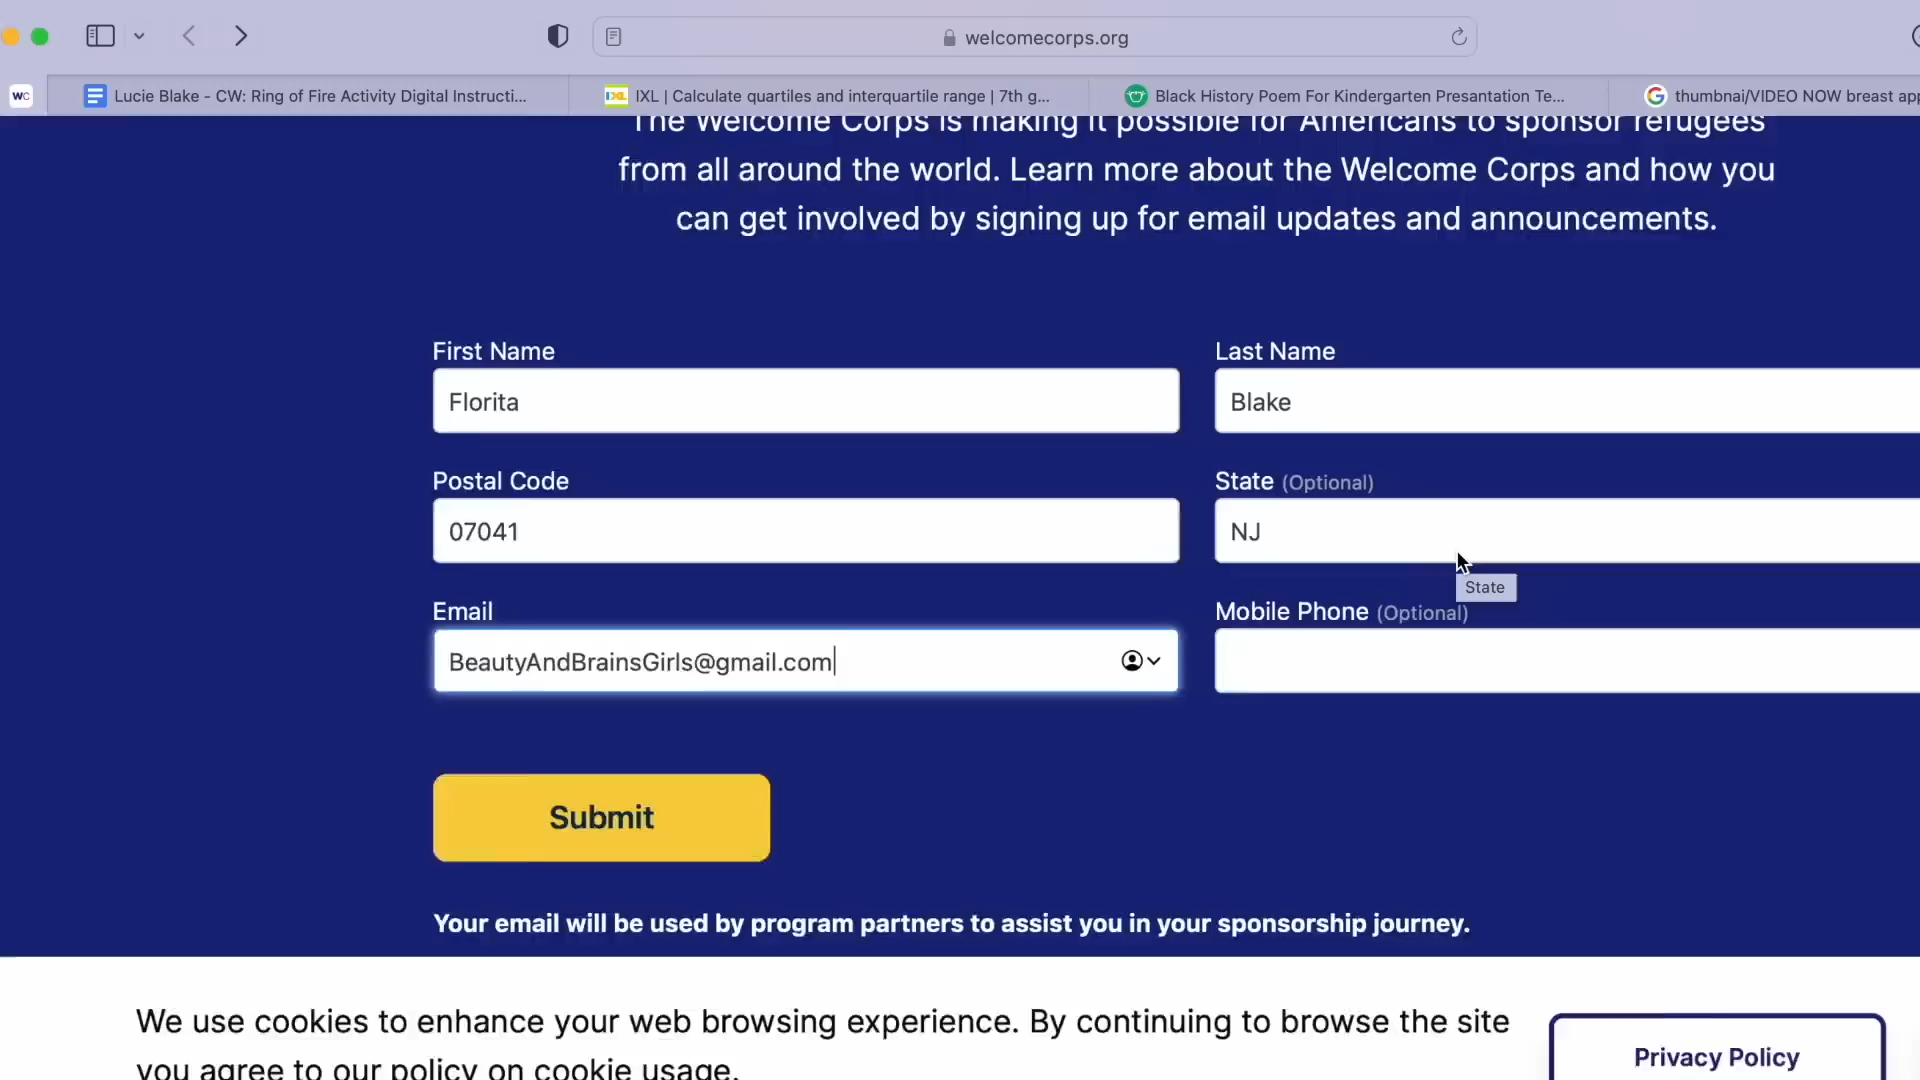 welcomecorps.org
WC
Lucie Blake - CW: Ring of Fire Activity Digital Instructi...
IXL | Calculate quartiles and interquartile range | 7th g...
Black History Poem For Kindergarten Presantation Te...
thumbnai/VIDEO NOW breast app
The Welcome Corps is making it possible for Americans to sponsor refugees
from all around the world. Learn more about the Welcome Corps and how you
can get involved by signing up for email updates and announcements.
First Name
Last Name
Florita
Blake
Postal Code
State (Optional)
07041
NJ
State
Email
Mobile Phone (Optional)
BeautyAndBrainsGirls@gmail.com
Submit
Your email will be used by program partners to assist you in your sponsorship journey.
We use cookies to enhance your web browsing experience. By continuing to browse the site
you agree to our policy on cookie usage.
Privacy Policy